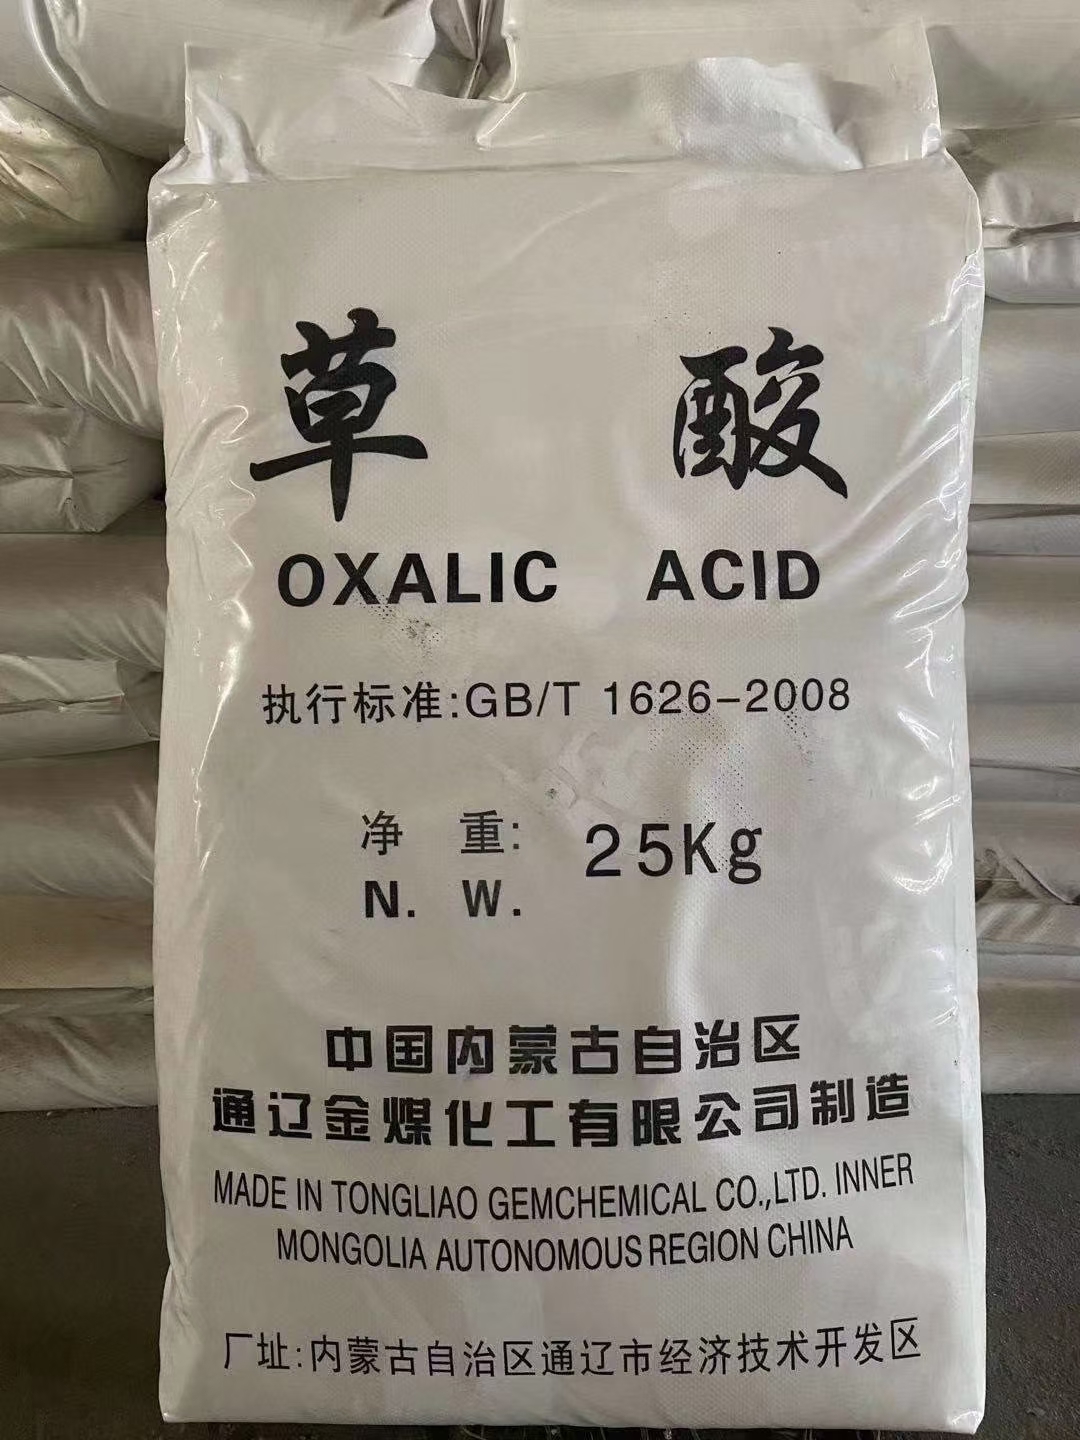 草 酸
OXALIC ACID
执行标准:GB/T 1626-2008
净 重: 25Kg
N. W.
中国内蒙古自治区
通辽金煤化工有限公司制造
MADE IN TONGLIAO GEMCHEMICAL CO.,LTD. INNER
MONGOLIA AUTONOMOUS REGION CHINA
厂址:内蒙古自治区通辽市经济技术开发区